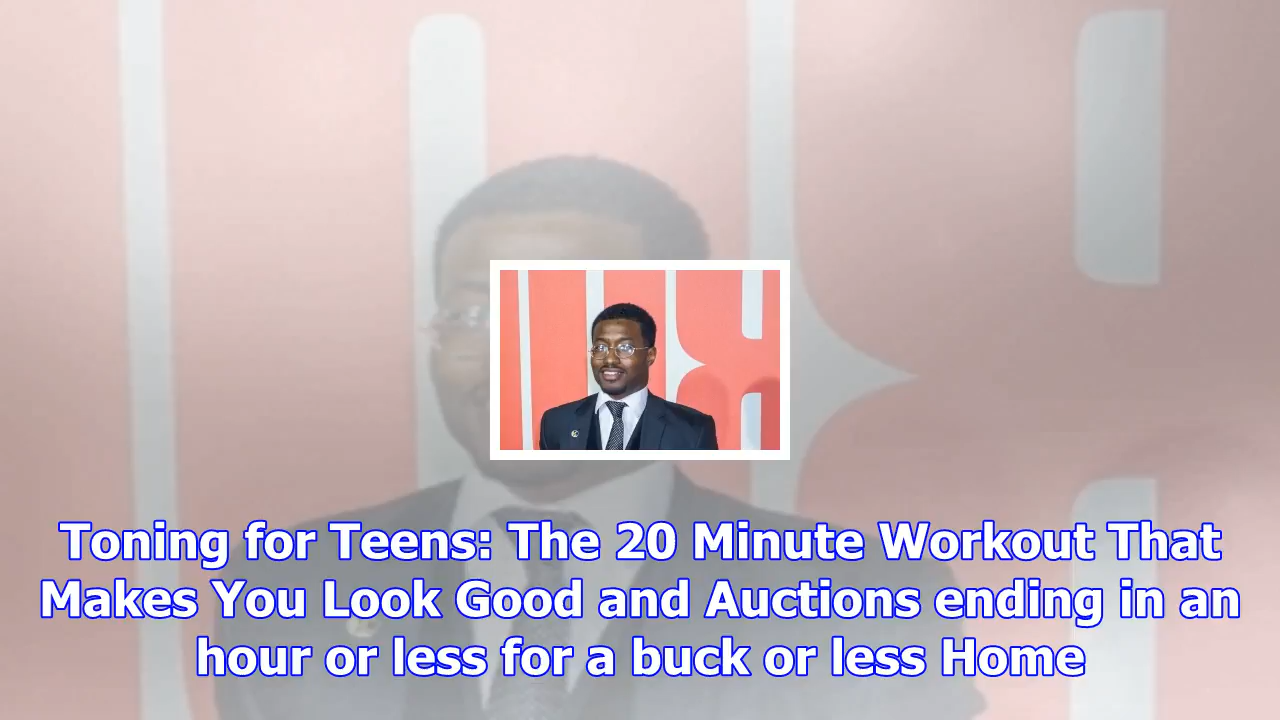 Toning for Teens: The 20 Minute Workout That
Makes You Look Good and Auctions ending in an
hour or less for a buck or less Home